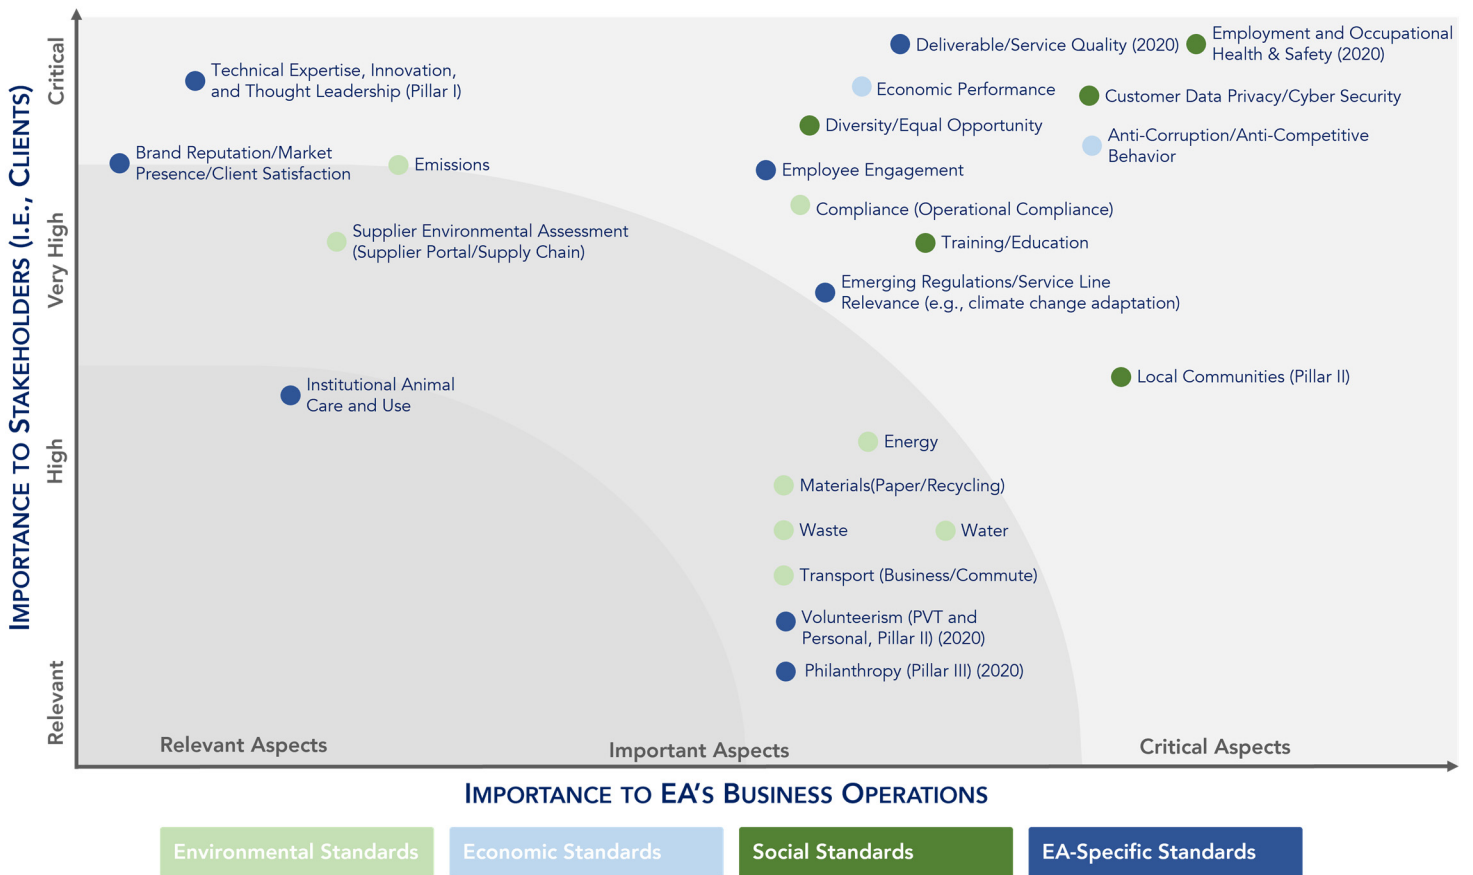 IMPORTANCE TO STAKEHOLDERS (I.E., CLIENTS)
Critical
Very High
High
Relevant
Technical Expertise, Innovation,
and Thought Leadership (Pillar I)
Brand Reputation/Market
Presence/Client Satisfaction
Emissions
Supplier Environmental Assessment
(Supplier Portal/Supply Chain)
Institutional Animal
Care and Use
Deliverable/Service Quality (2020)
Employment and Occupational
Health & Safety (2020)
Economic Performance
Customer Data Privacy/Cyber Security
Diversity/Equal Opportunity
Anti-Corruption/Anti-Competitive
Behavior
Employee Engagement
Compliance (Operational Compliance)
Training/Education
Emerging Regulations/Service Line
Relevance (e.g., climate change adaptation)
Local Communities (Pillar II)
Energy
Materials(Paper/Recycling)
Waste
Water
Transport (Business/Commute)
Volunteerism (PVT and
Personal, Pillar II) (2020)
Philanthropy (Pillar III) (2020)
Relevant Aspects
Important Aspects
Critical Aspects
IMPORTANCE TO EA'S BUSINESS OPERATIONS
Environmental Standards
Economic Standards
Social Standards
EA-Specific Standards